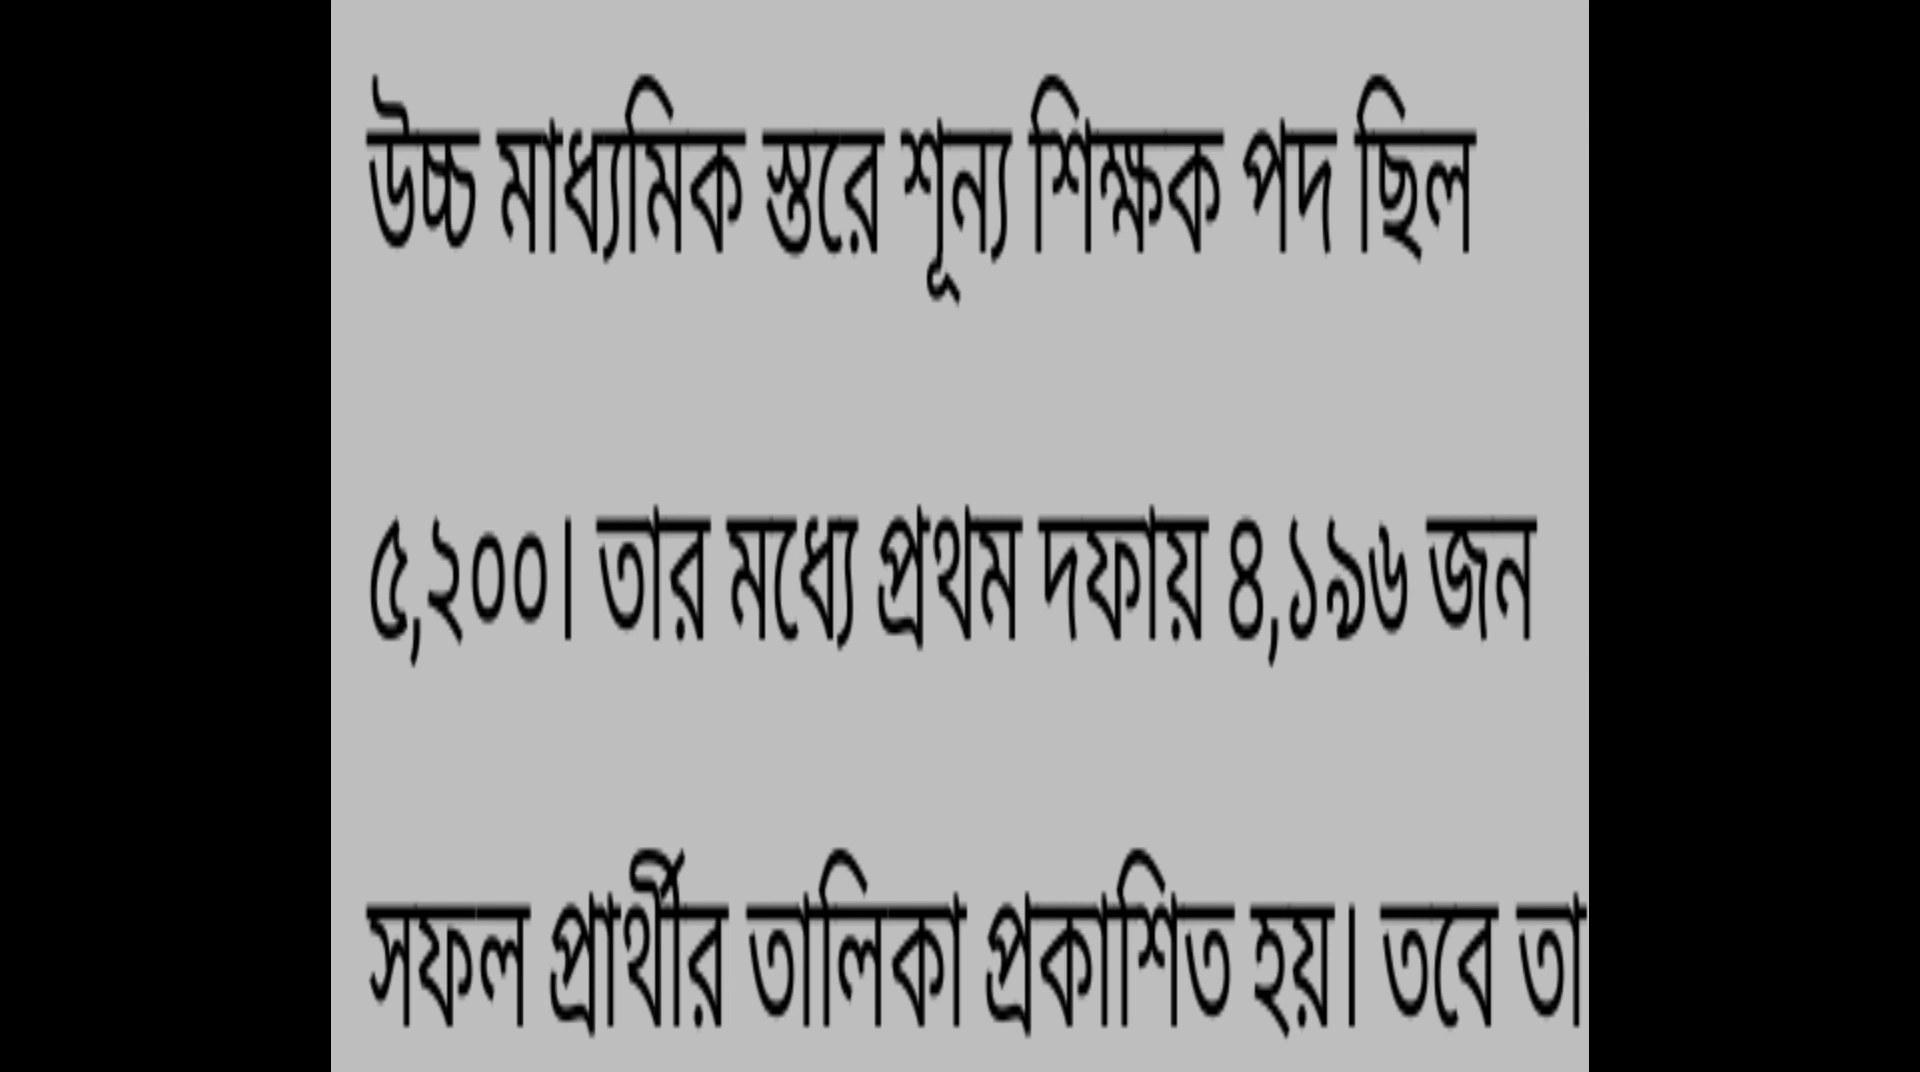 উচ্চ মাধ্যমিক স্তরে শূন্য শিক্ষক পদ ছিল
৫,২০০। তার মধ্যে প্রথম দফায় ৪,১৯৬ জন
সফল প্রার্থীর তালিকা প্রকাশিত হয়। তবে তা